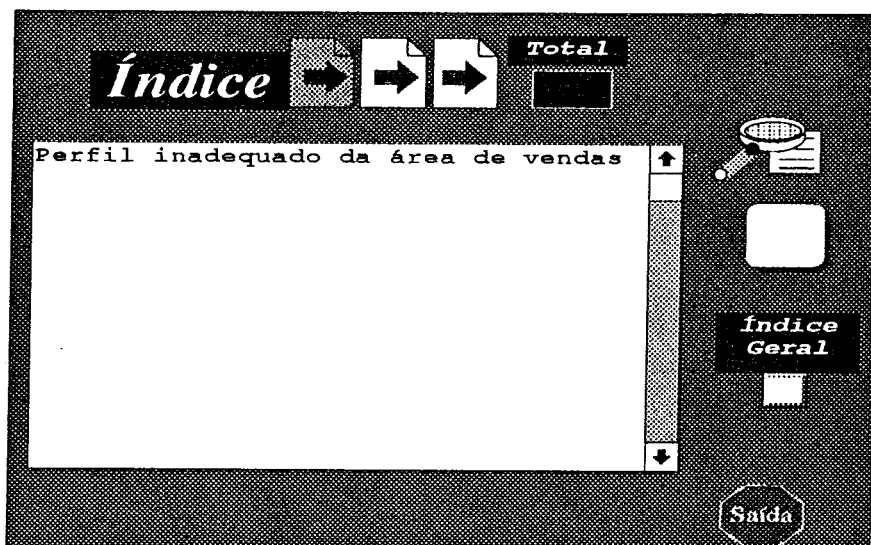 Índice
Total
Perfil inadequado da área de vendas
Índice
Geral
Saída